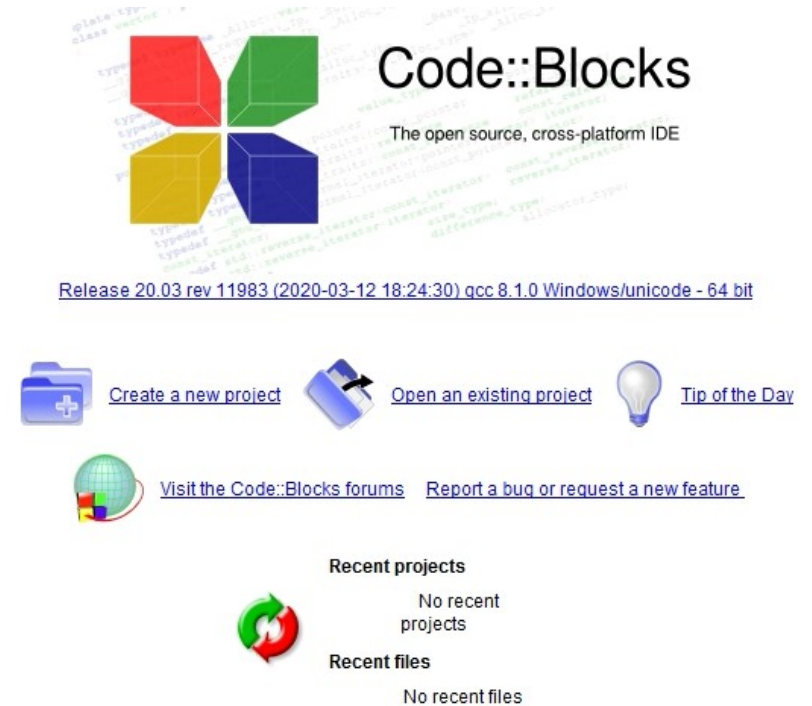 Code::Blocks
The open source, cross-platform IDE
Release 20.03 rev 11983 (2020-03-12 18:24:30) gcc 8.1.0 Windows/unicode - 64 bit
Create a new project
Open an existing project
Tip of the Day
Visit the Code::Blocks forums
Report a bug or request a new feature
Recent projects
No recent
projects
Recent files
No recent files